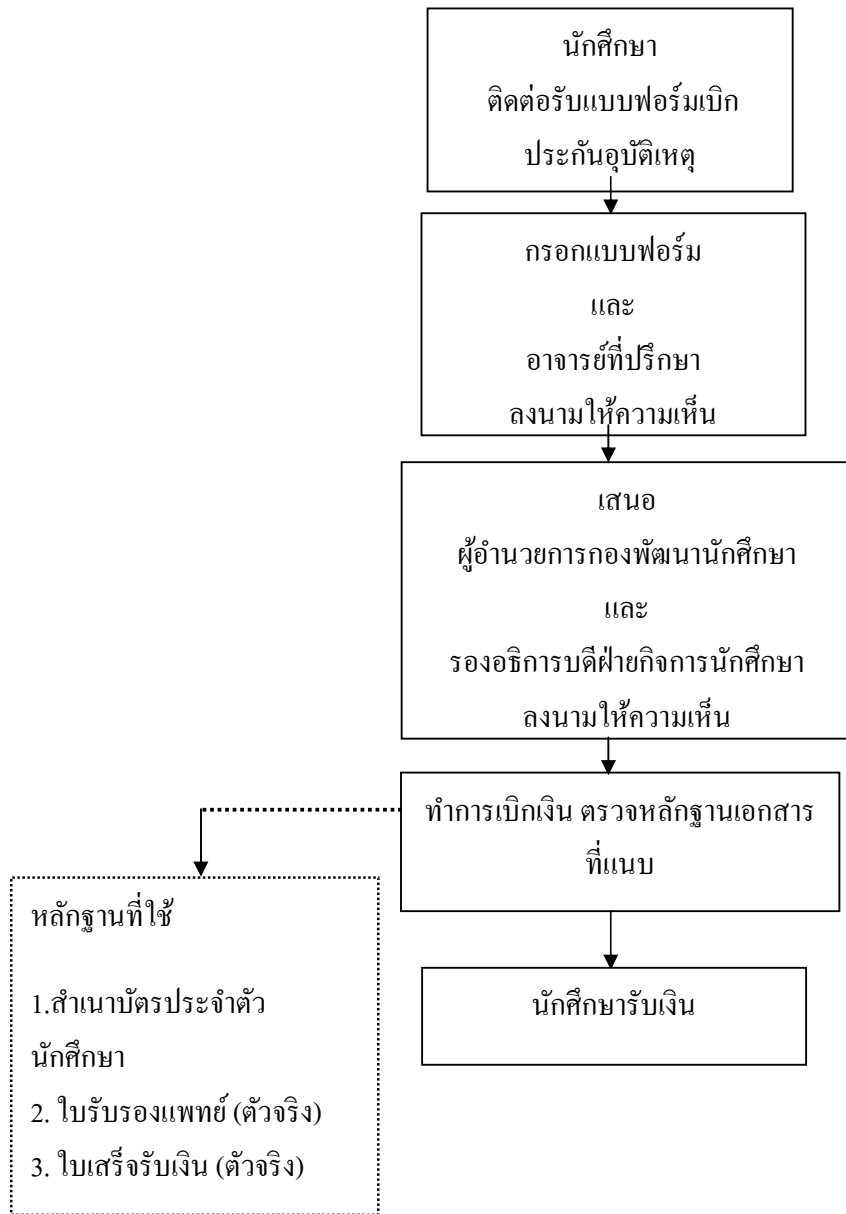 นักศึกษา
ติดต่อรับแบบฟอร์มเบิก
ประกันอุบัติเหตุ
กรอกแบบฟอร์ม
และ
อาจารย์ที่ปรึกษา
ลงนามให้ความเห็น
เสนอ
ผู้อำนวยการกองพัฒนานักศึกษา
และ
รองอธิการบดีฝ่ายกิจการนักศึกษา
ลงนามให้ความเห็น
ทำการเบิกเงิน ตรวจหลักฐานเอกสาร
ที่แนบ
หลักฐานที่ใช้
1.สำเนาบัตรประจำตัว
นักศึกษา
2. ใบรับรองแพทย์ (ตัวจริง)
3. ใบเสร็จรับเงิน (ตัวจริง)
นักศึกษารับเงิน